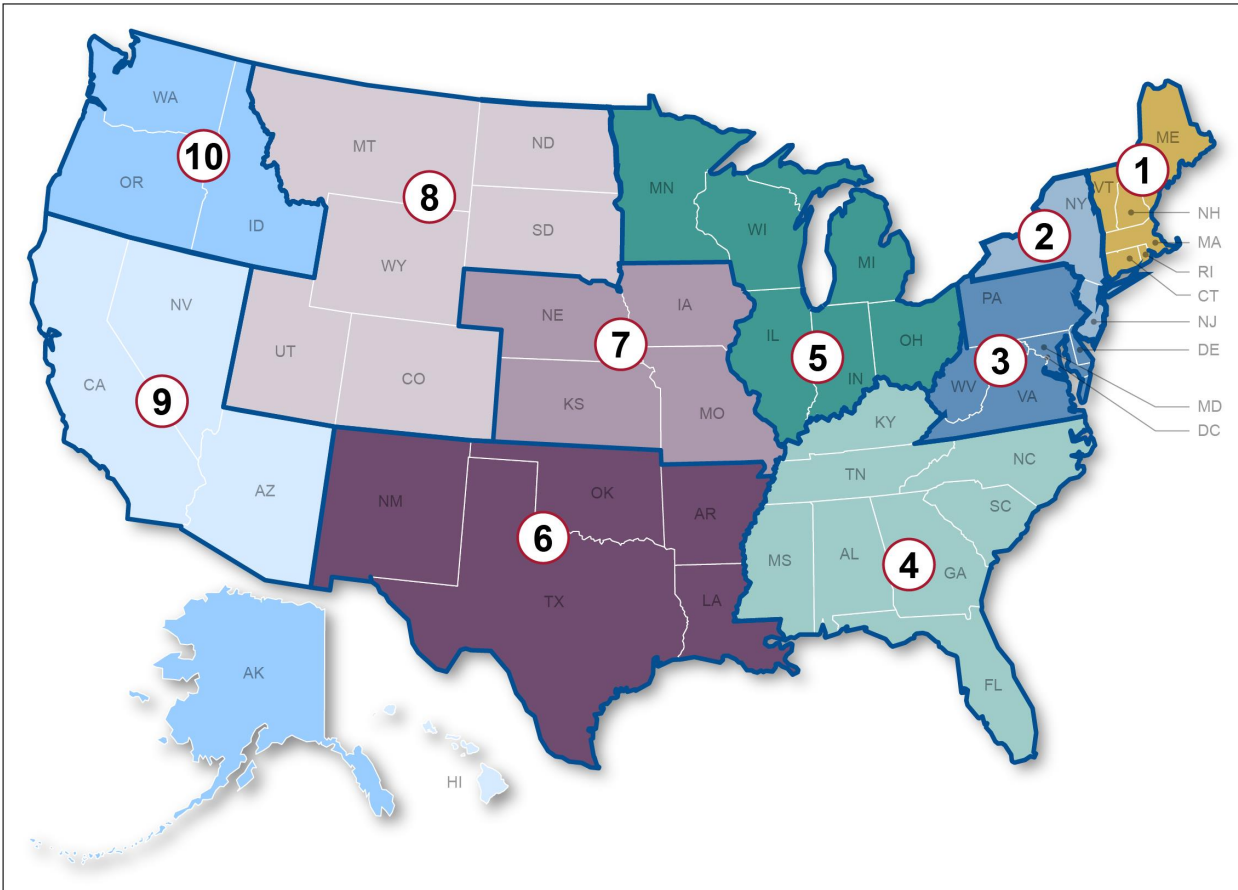 WA
MT
ND
ME
10
MN
1
OR
VT
8
NY
NH
ID
SD
WI
2
MA
MI
WY
RI
CT
NV
PA
NE
IA
NJ
UT
7
IL
OH
DE
5
3
CO
CA
IN
WV
9
VA
KS
MD
MO
KY
DC
NC
AZ
TN
OK
NM
SC
AR
6
MS
AL
4
GA
TX
LA
AK
FL
HI